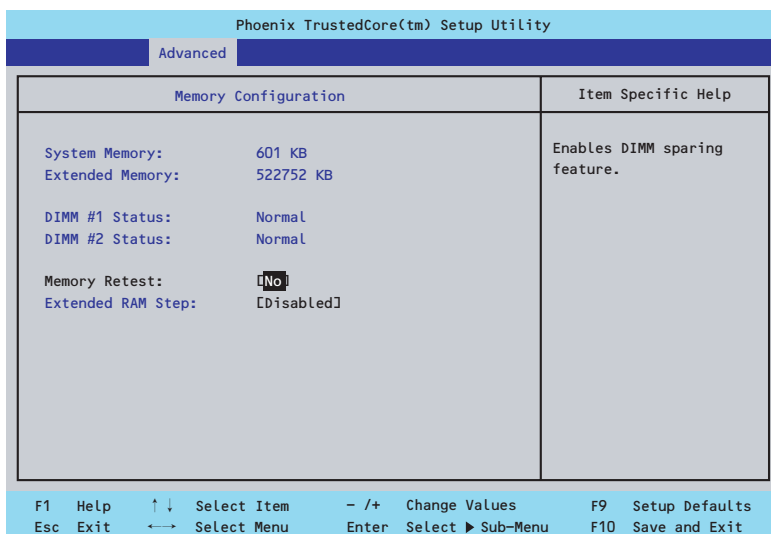 Phoenix TrustedCore(tm) Setup Utility
Advanced
Memory Configuration
Item Specific Help
System Memory: 601 KB
Extended Memory: 522752 KB
DIMM #1 Status: Normal
DIMM #2 Status: Normal
Memory Retest: [No]
Extended RAM Step: [Disabled]
Enables DIMM sparing
feature.
F1 Help ↑↓ Select Item - /+ Change Values F9 Setup Defaults
Esc Exit ←→ Select Menu Enter Select ▶ Sub-Menu F10 Save and Exit